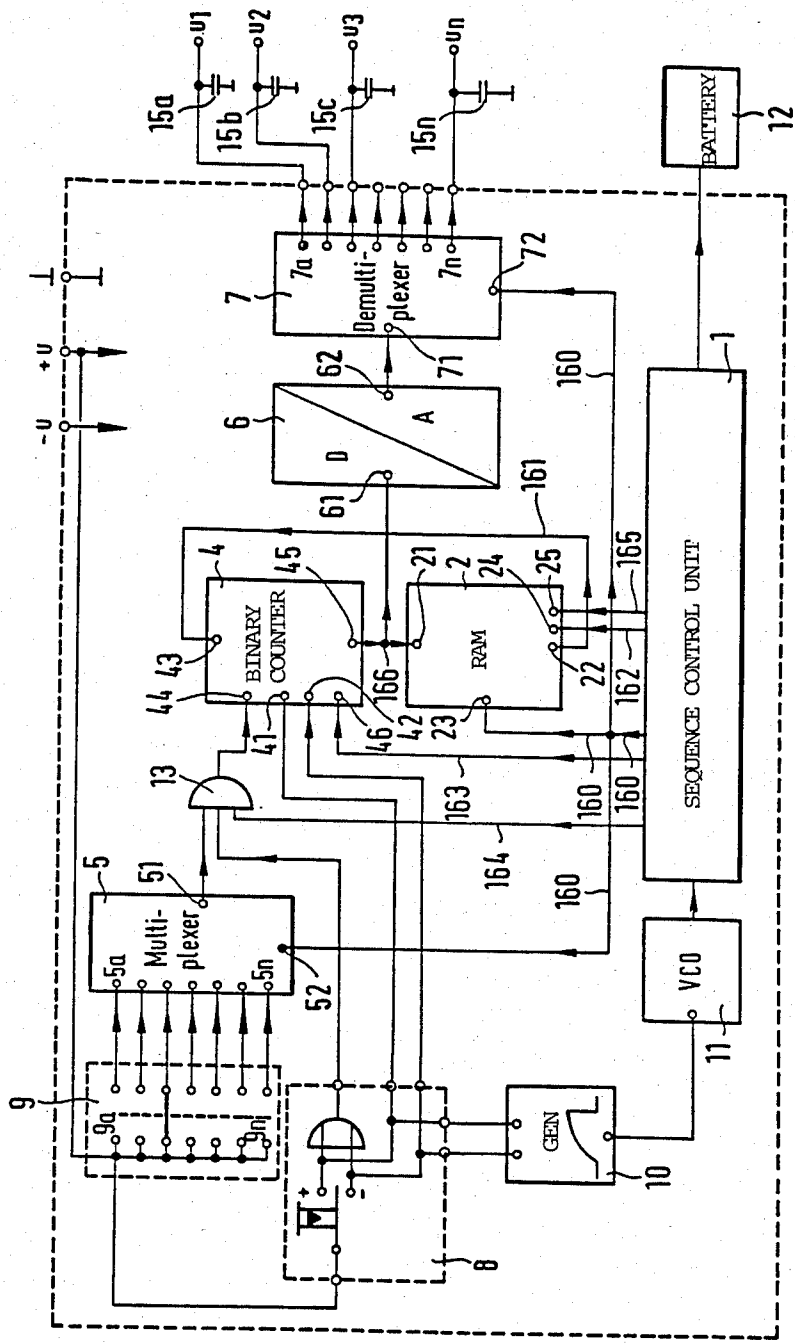 -U
+U
9
5
5a
Multi-
plexer
5n
51
52
9a
9n
13
4
43
44
BINARY
COUNTER
41
45
42
46
166
6
D
A
61
62
7
7a
Demulti-
plexer
7n
71
72
15a
U1
15b
U2
15c
U3
15n
Un
+
-
8
2
21
RAM
23
22
24
25
161
GEN
10
164
163
160
160
160
162
165
160
VCO
11
SEQUENCE CONTROL UNIT
1
BATTERY
12